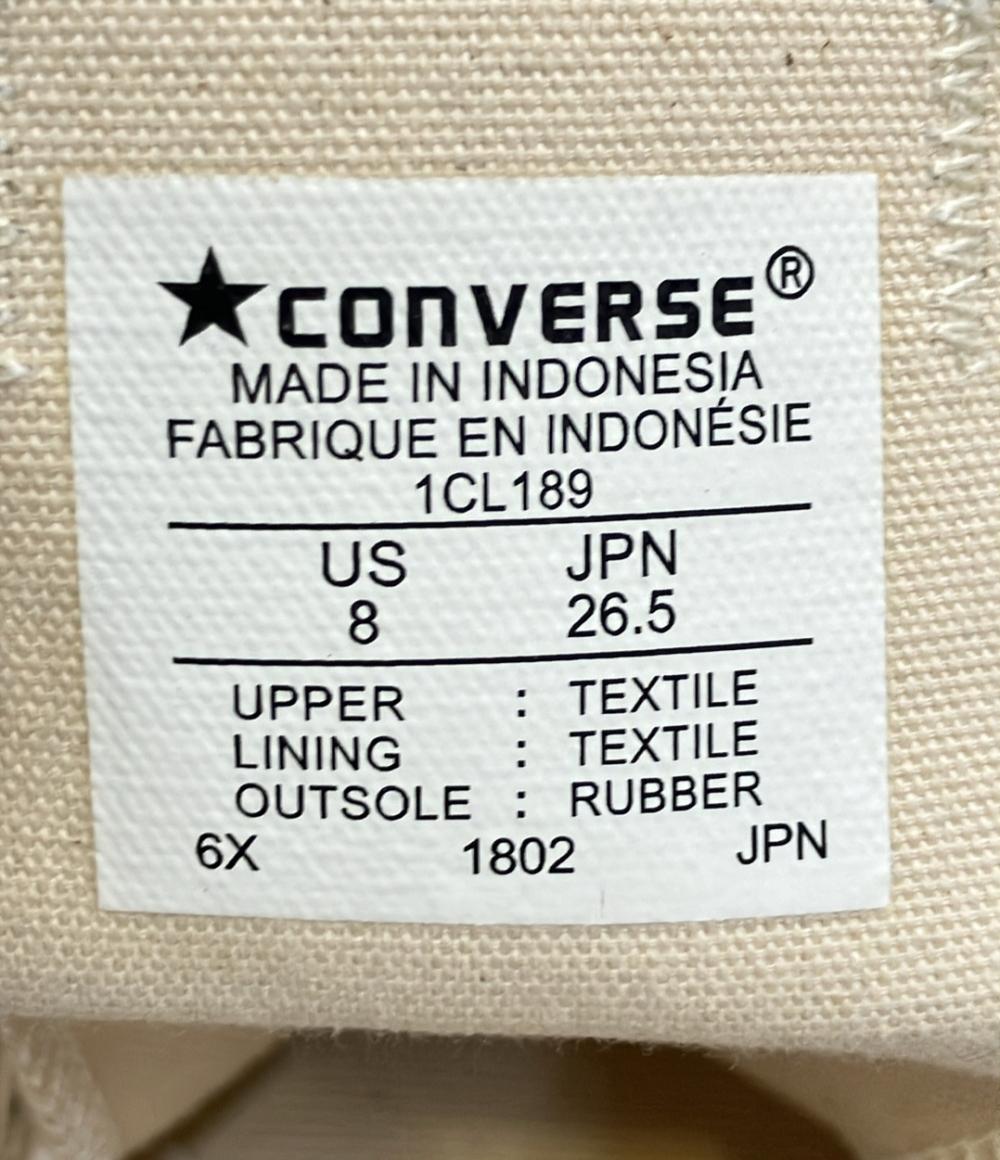 ★CONVERSE®
MADE IN INDONESIA
FABRIQUE EN INDONÉSIE
1CL189
US JPN
8 26.5
UPPER : TEXTILE
LINING : TEXTILE
OUTSOLE : RUBBER
6X 1802 JPN